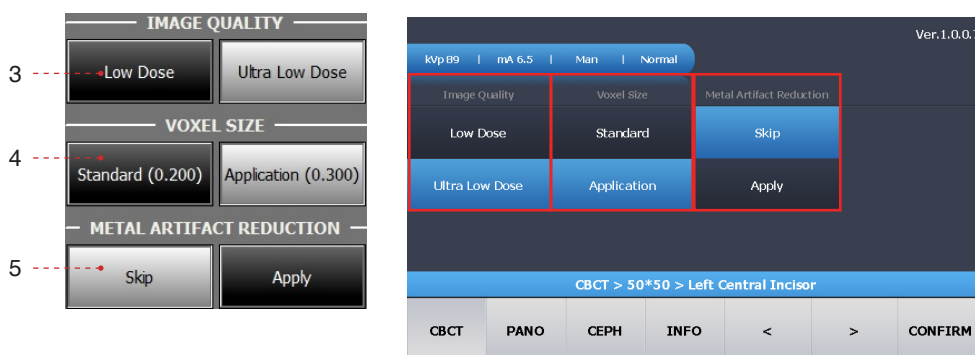 IMAGE QUALITY
3
Low Dose
Ultra Low Dose
VOXEL SIZE
4
Standard (0.200)
Application (0.300)
METAL ARTIFACT REDUCTION
5
Skip
Apply
Ver.1.0.0.
kVp 89 | mA 6.5 | Man | Normal
Image Quality
Voxel Size
Metal Artifact Reduction
Low Dose
Standard
Skip
Ultra Low Dose
Application
Apply
CBCT > 50*50 > Left Central Incisor
CBCT PANO CEPH INFO < > CONFIRM